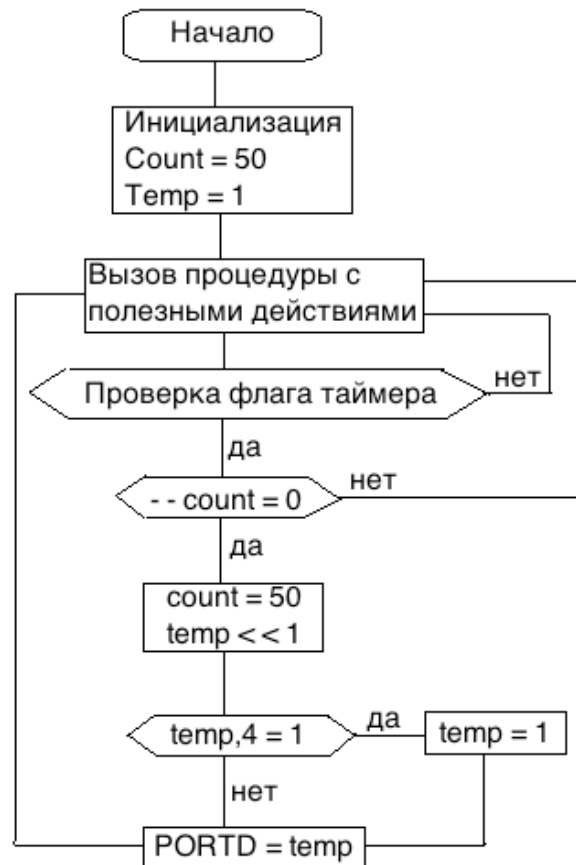 Начало
Инициализация
Count = 50
Temp = 1
Вызов процедуры с
полезными действиями
Проверка флага таймера
нет
да
- - count = 0
нет
да
count = 50
temp < < 1
temp,4 = 1
да
temp = 1
нет
PORTD = temp